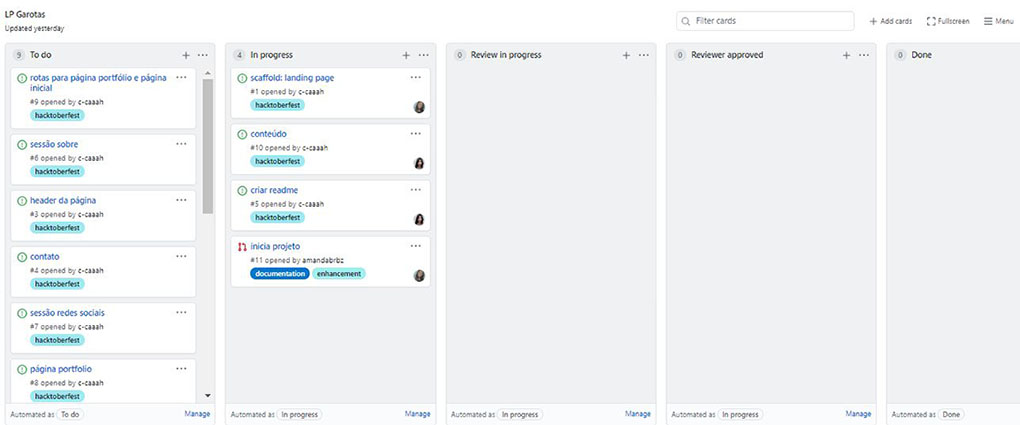 LP Garotas
Updated yesterday
Filter cards
+ Add cards
Fullscreen
Menu
9 To do
rotas para página portfólio e página
inicial
#9 opened by c-caaah
hacktoberfest
sessão sobre
#6 opened by c-caaah
hacktoberfest
header da página
#3 opened by c-caaah
hacktoberfest
contato
#4 opened by c-caaah
hacktoberfest
sessão redes sociais
#7 opened by c-caaah
hacktoberfest
página portfolio
#8 opened by c-caaah
hacktoberfest
Automated as To do
Manage
4 In progress
scaffold: landing page
#1 opened by c-caaah
hacktoberfest
conteúdo
#10 opened by c-caaah
hacktoberfest
criar readme
#5 opened by c-caaah
hacktoberfest
inicia projeto
#11 opened by amandabrbz
documentation enhancement
Automated as In progress
Manage
0 Review in progress
Automated as In progress
Manage
0 Reviewer approved
Automated as In progress
Manage
0 Done
Automated as Done